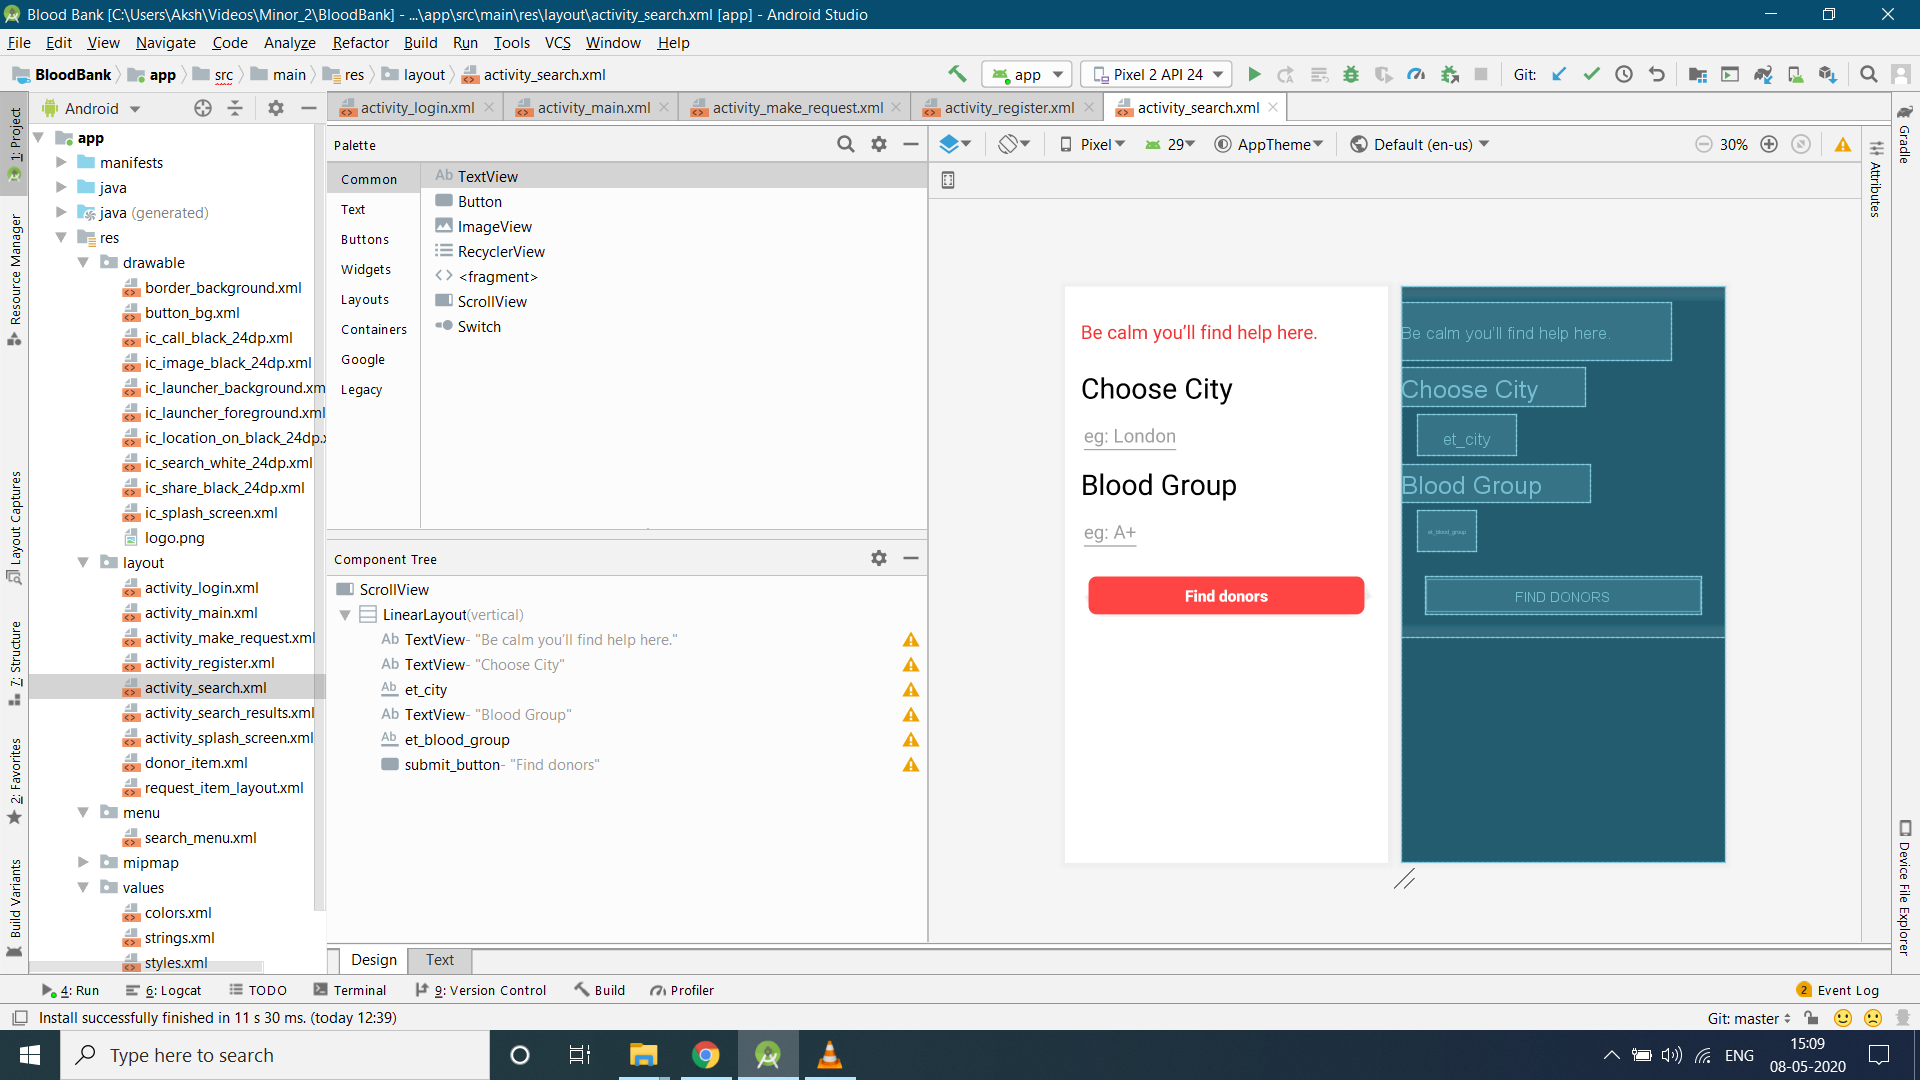 Blood Bank [C:\Users\Aksh\Videos\Minor_2\BloodBank] - ...\app\src\main\res\layout\activity_search.xml [app] - Android Studio
File Edit View Navigate Code Analyze Refactor Build Run Tools VCS Window Help
BloodBank app src main res layout activity_search.xml app Pixel 2 API 24 Git:
Android activity_login.xml activity_main.xml activity_make_request.xml activity_register.xml activity_search.xml
1: Project
Resource Manager
Layout Captures
7: Structure
2: Favorites
Build Variants
app
manifests
java
java (generated)
res
drawable
border_background.xml
button_bg.xml
ic_call_black_24dp.xml
ic_image_black_24dp.xml
ic_launcher_background.xm
ic_launcher_foreground.xml
ic_location_on_black_24dp.x
ic_search_white_24dp.xml
ic_share_black_24dp.xml
ic_splash_screen.xml
logo.png
layout
activity_login.xml
activity_main.xml
activity_make_request.xml
activity_register.xml
activity_search.xml
activity_search_results.xml
activity_splash_screen.xml
donor_item.xml
request_item_layout.xml
menu
search_menu.xml
mipmap
values
colors.xml
strings.xml
styles.xml
Palette
Common
Text
Buttons
Widgets
Layouts
Containers
Google
Legacy
Ab TextView
Button
ImageView
RecyclerView
<fragment>
ScrollView
Switch
Component Tree
ScrollView
LinearLayout(vertical)
Ab TextView- "Be calm you'll find help here."
Ab TextView- "Choose City"
Ab et_city
Ab TextView- "Blood Group"
Ab et_blood_group
submit_button- "Find donors"
Design Text
Pixel 29 AppTheme Default (en-us) 30%
Be calm you'll find help here.
Choose City
eg: London
Blood Group
eg: A+
Find donors
Be calm you'll find help here.
Choose City
et_city
Blood Group
et_blood_group
FIND DONORS
Gradle
Attributes
Device File Explorer
4: Run 6: Logcat TODO Terminal 9: Version Control Build Profiler 2 Event Log
Install successfully finished in 11 s 30 ms. (today 12:39) Git: master
Type here to search
ENG
15:09
08-05-2020